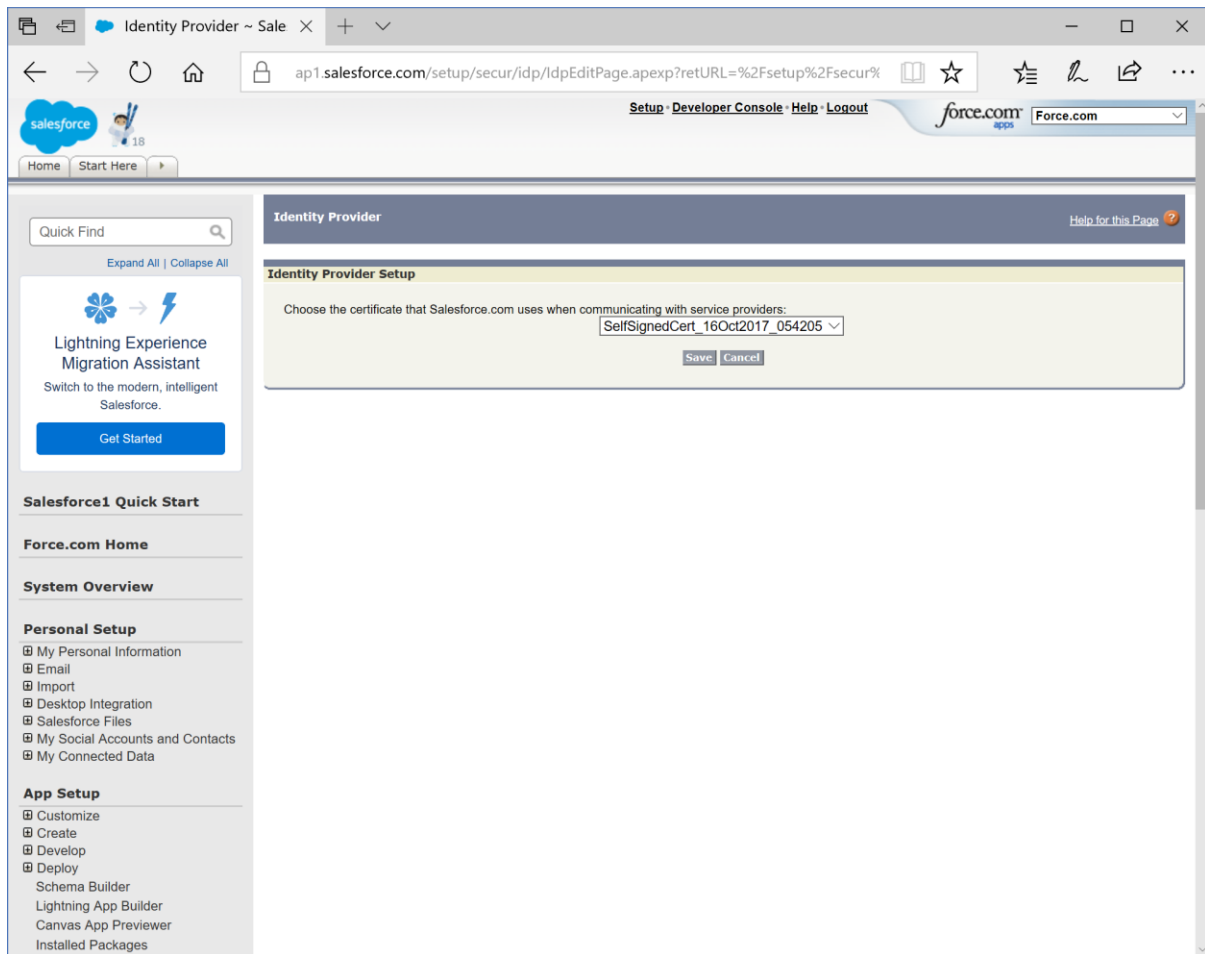 Identity Provider ~ Sale
ap1.salesforce.com/setup/secur/idp/IdpEditPage.apexp?retURL=%2Fsetup%2Fsecur%
salesforce
18
Setup · Developer Console · Help · Logout
force.com
apps
Force.com
Home
Start Here
Quick Find
Expand All | Collapse All
Lightning Experience
Migration Assistant
Switch to the modern, intelligent
Salesforce.
Get Started
Salesforce1 Quick Start
Force.com Home
System Overview
Personal Setup
My Personal Information
Email
Import
Desktop Integration
Salesforce Files
My Social Accounts and Contacts
My Connected Data
App Setup
Customize
Create
Develop
Deploy
Schema Builder
Lightning App Builder
Canvas App Previewer
Installed Packages
Identity Provider
Help for this Page ?
Identity Provider Setup
Choose the certificate that Salesforce.com uses when communicating with service providers:
SelfSignedCert_16Oct2017_054205
Save Cancel